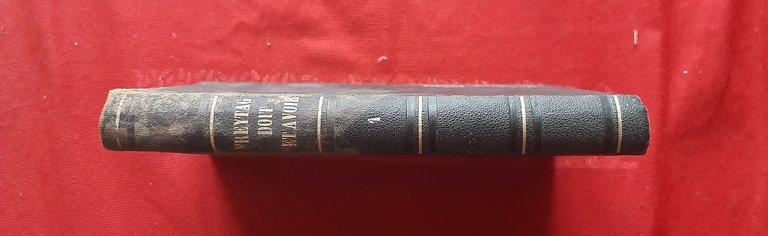 FREYTAG
DOIT
ET AVOIR
1